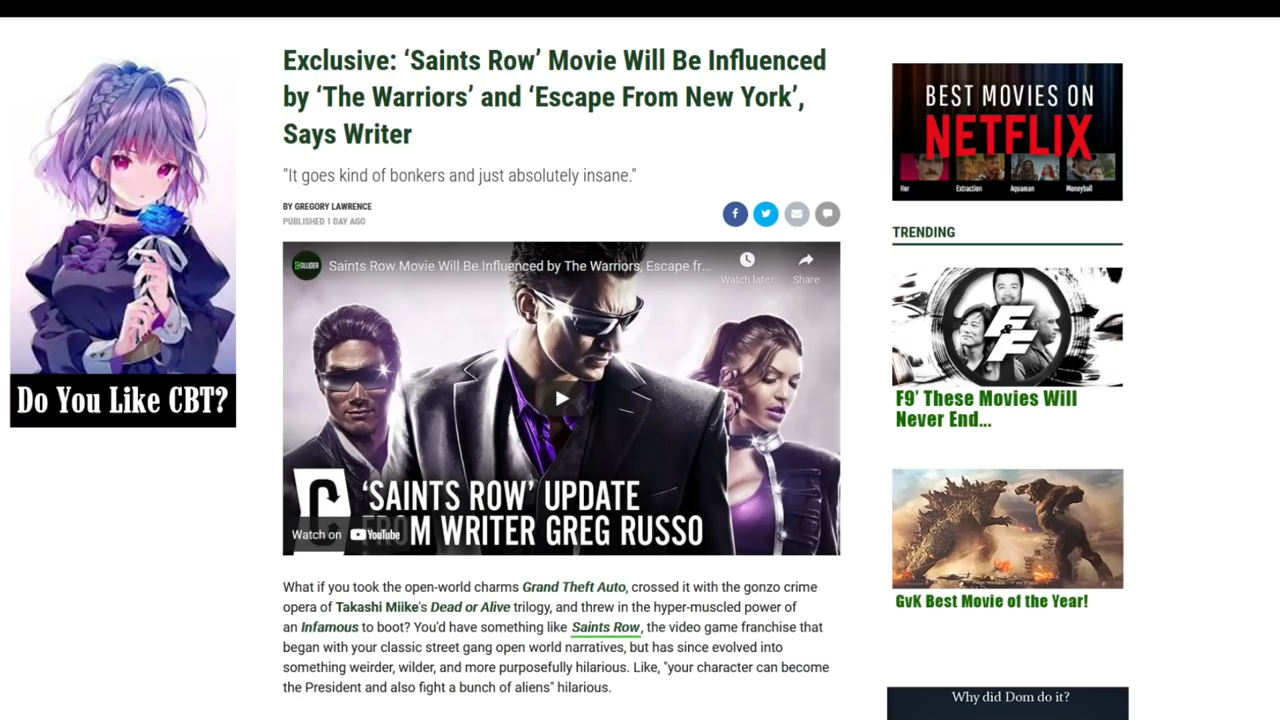 Exclusive: ‘Saints Row’ Movie Will Be Influenced
by ‘The Warriors’ and ‘Escape From New York’,
Says Writer
"It goes kind of bonkers and just absolutely insane."
BY GREGORY LAWRENCE
PUBLISHED 1 DAY AGO
COLLIDER
Saints Row Movie Will Be Influenced by The Warriors, Escape fr...
Watch later
Share
‘SAINTS ROW’ UPDATE
FROM WRITER GREG RUSSO
Watch on YouTube
What if you took the open-world charms Grand Theft Auto, crossed it with the gonzo crime
opera of Takashi Miike's Dead or Alive trilogy, and threw in the hyper-muscled power of
an Infamous to boot? You'd have something like Saints Row, the video game franchise that
began with your classic street gang open world narratives, but has since evolved into
something weirder, wilder, and more purposefully hilarious. Like, "your character can become
the President and also fight a bunch of aliens" hilarious.
Do You Like CBT?
BEST MOVIES ON
NETFLIX
Her
Extraction
Aquaman
Moneyball
TRENDING
F&F
F9’ These Movies Will
Never End...
GvK Best Movie of the Year!
Why did Dom do it?